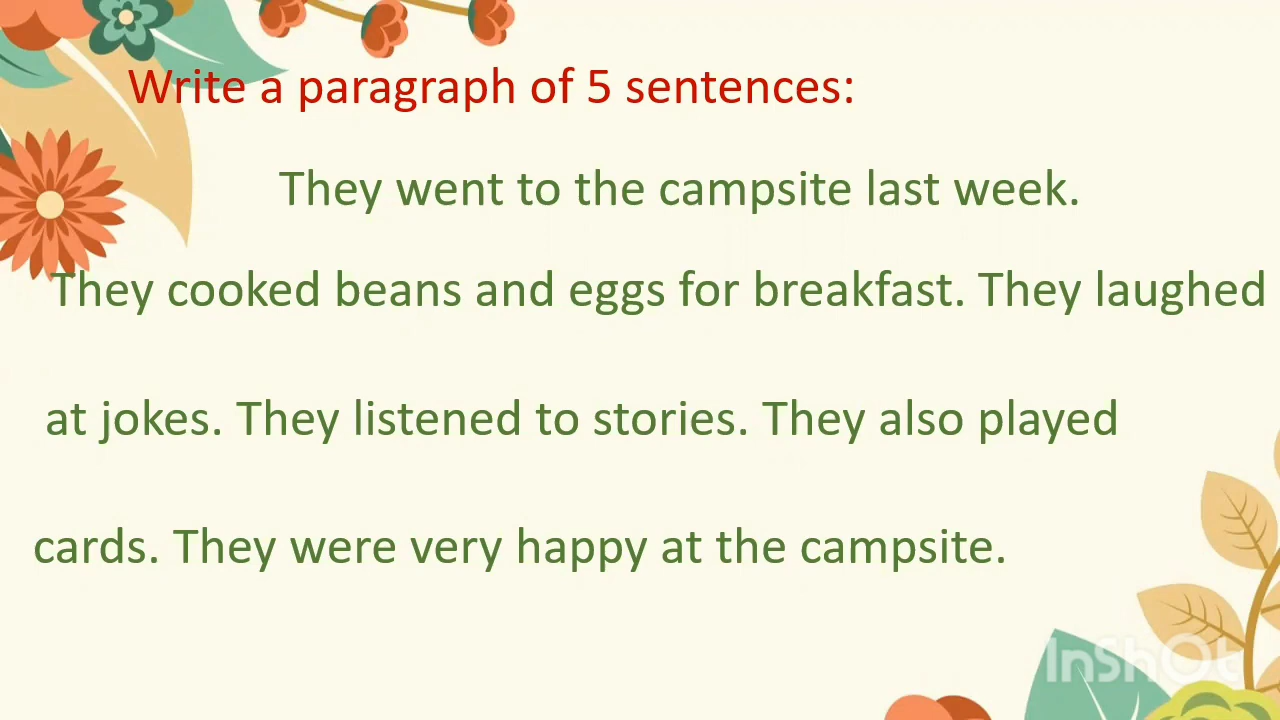 Write a paragraph of 5 sentences:
They went to the campsite last week.
They cooked beans and eggs for breakfast. They laughed
at jokes. They listened to stories. They also played
cards. They were very happy at the campsite.
InShOt